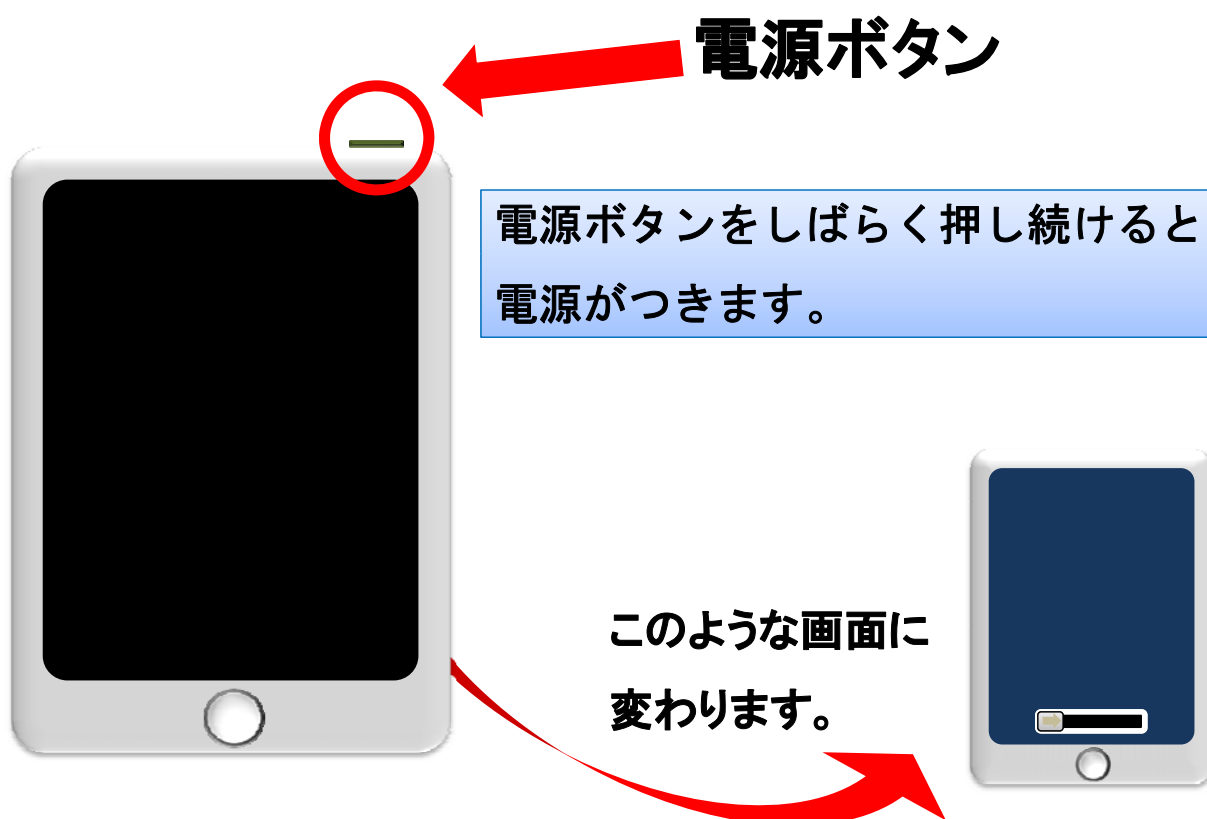 電源ボタン
電源ボタンをしばらく押し続けると
電源がつきます。
このような画面に
変わります。